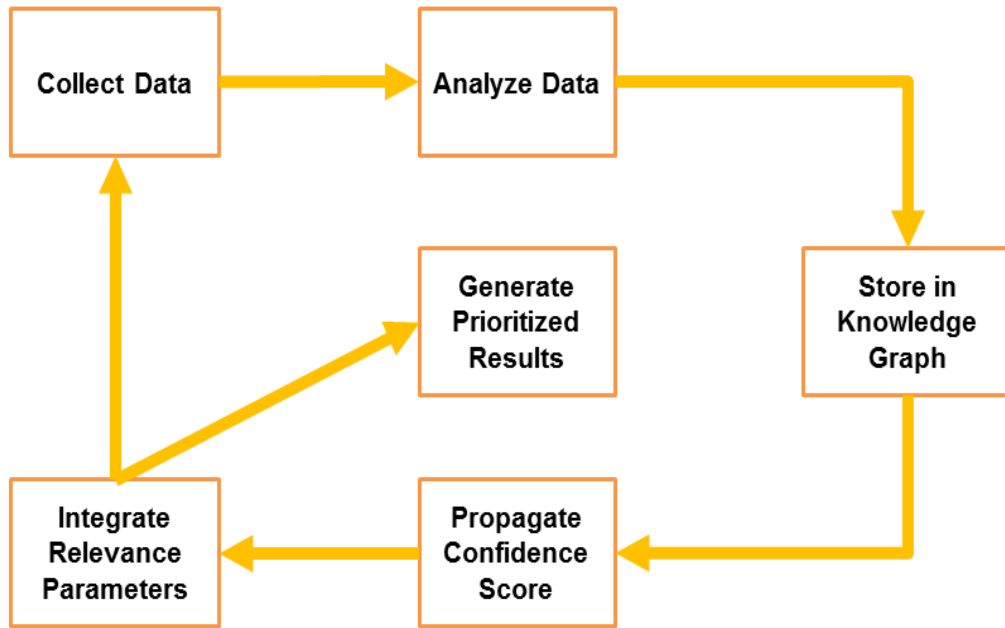 Collect Data
Analyze Data
Generate
Prioritized
Results
Store in
Knowledge
Graph
Integrate
Relevance
Parameters
Propagate
Confidence
Score